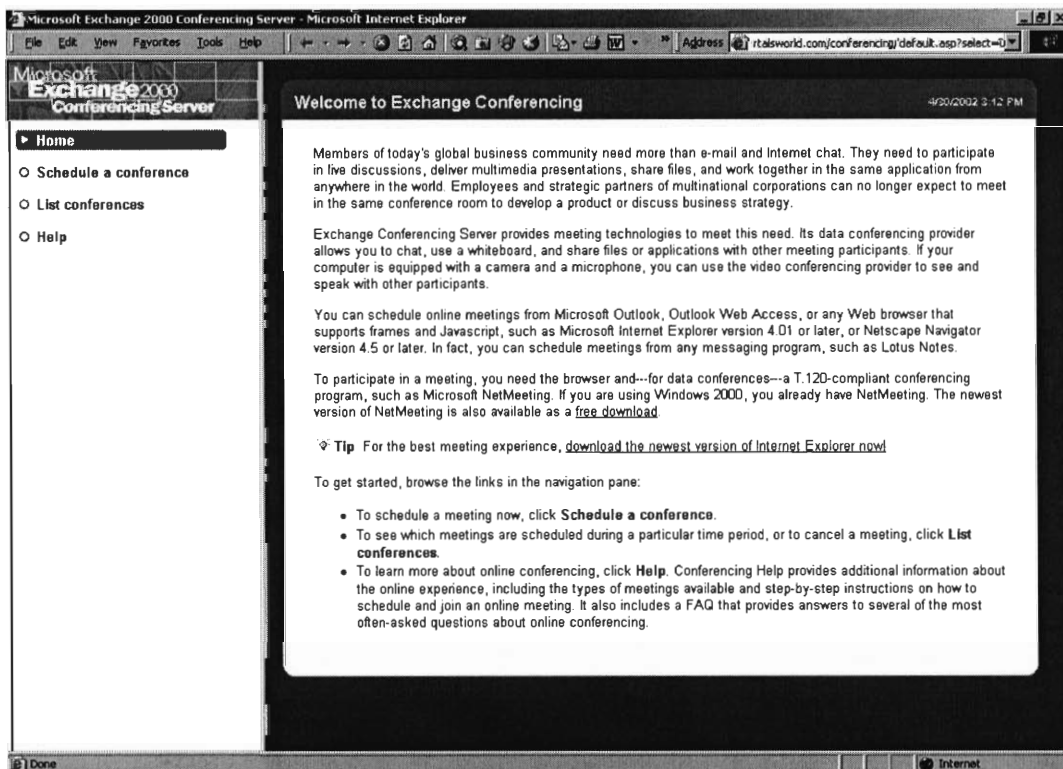 Microsoft Exchange 2000 Conferencing Server - Microsoft Internet Explorer
File Edit View Favorites Tools Help
Address rtalsworld.com/conferencing/default.asp?select=D
Microsoft
Exchange 2000
Conferencing Server
Home
Schedule a conference
List conferences
Help
Welcome to Exchange Conferencing
4/30/2002 3:12 PM
Members of today's global business community need more than e-mail and Internet chat. They need to participate
in live discussions, deliver multimedia presentations, share files, and work together in the same application from
anywhere in the world. Employees and strategic partners of multinational corporations can no longer expect to meet
in the same conference room to develop a product or discuss business strategy.
Exchange Conferencing Server provides meeting technologies to meet this need. Its data conferencing provider
allows you to chat, use a whiteboard, and share files or applications with other meeting participants. If your
computer is equipped with a camera and a microphone, you can use the video conferencing provider to see and
speak with other participants.
You can schedule online meetings from Microsoft Outlook, Outlook Web Access, or any Web browser that
supports frames and Javascript, such as Microsoft Internet Explorer version 4.01 or later, or Netscape Navigator
version 4.5 or later. In fact, you can schedule meetings from any messaging program, such as Lotus Notes.
To participate in a meeting, you need the browser and---for data conferences---a T.120-compliant conferencing
program, such as Microsoft NetMeeting. If you are using Windows 2000, you already have NetMeeting. The newest
version of NetMeeting is also available as a free download.
Tip For the best meeting experience, download the newest version of Internet Explorer now!
To get started, browse the links in the navigation pane:
• To schedule a meeting now, click Schedule a conference.
• To see which meetings are scheduled during a particular time period, or to cancel a meeting, click List
conferences.
• To learn more about online conferencing, click Help. Conferencing Help provides additional information about
the online experience, including the types of meetings available and step-by-step instructions on how to
schedule and join an online meeting. It also includes a FAQ that provides answers to several of the most
often-asked questions about online conferencing.
Done
Internet